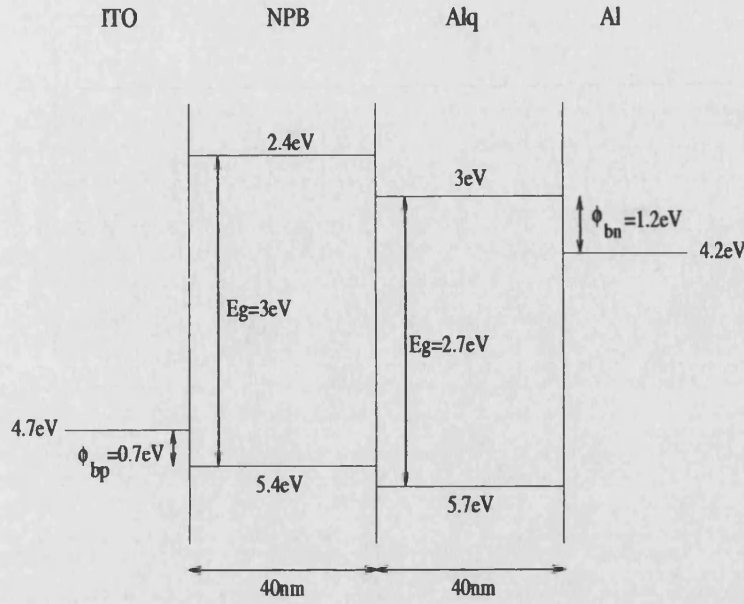 ITO NPB Alq Al
2.4eV
3eV
ϕbn=1.2eV
4.2eV
Eg=3eV
Eg=2.7eV
4.7eV
ϕbp=0.7eV
5.4eV
5.7eV
40nm 40nm